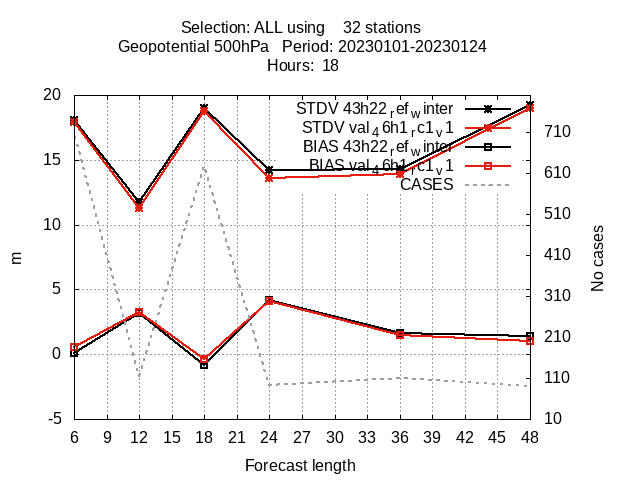 Selection: ALL using 32 stations
Geopotential 500hPa Period: 20230101-20230124
Hours: 18
STDV 43h22_ref_winter
STDV val_46h1_rc1_v1
BIAS 43h22_ref_winter
BIAS val_46h1_rc1_v1
CASES
20
15
10
5
0
-5
m
710
610
510
410
310
210
110
10
No cases
6 9 12 15 18 21 24 27 30 33 36 39 42 45 48
Forecast length